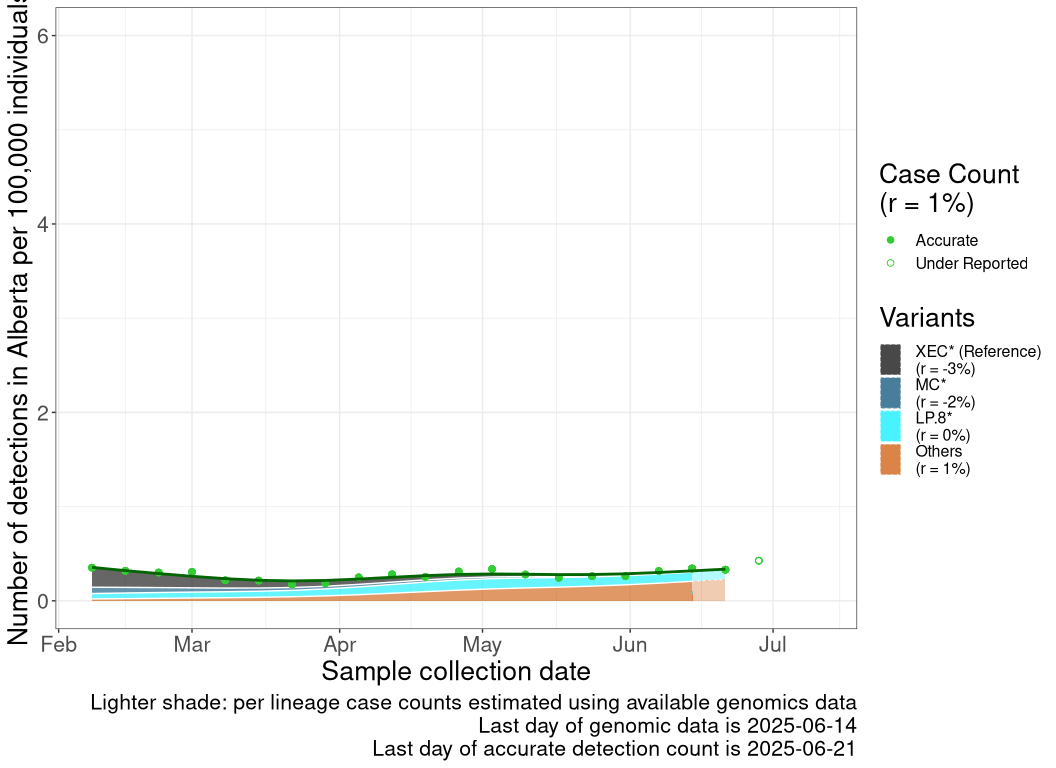 Number of detections in Alberta per 100,000 individuals
6
4
2
0
Feb Mar Apr May Jun Jul
Sample collection date
Lighter shade: per lineage case counts estimated using available genomics data
Last day of genomic data is 2025-06-14
Last day of accurate detection count is 2025-06-21
Case Count
(r = 1%)
Accurate
Under Reported
Variants
XEC* (Reference)
(r = -3%)
MC*
(r = -2%)
LP.8*
(r = 0%)
Others
(r = 1%)